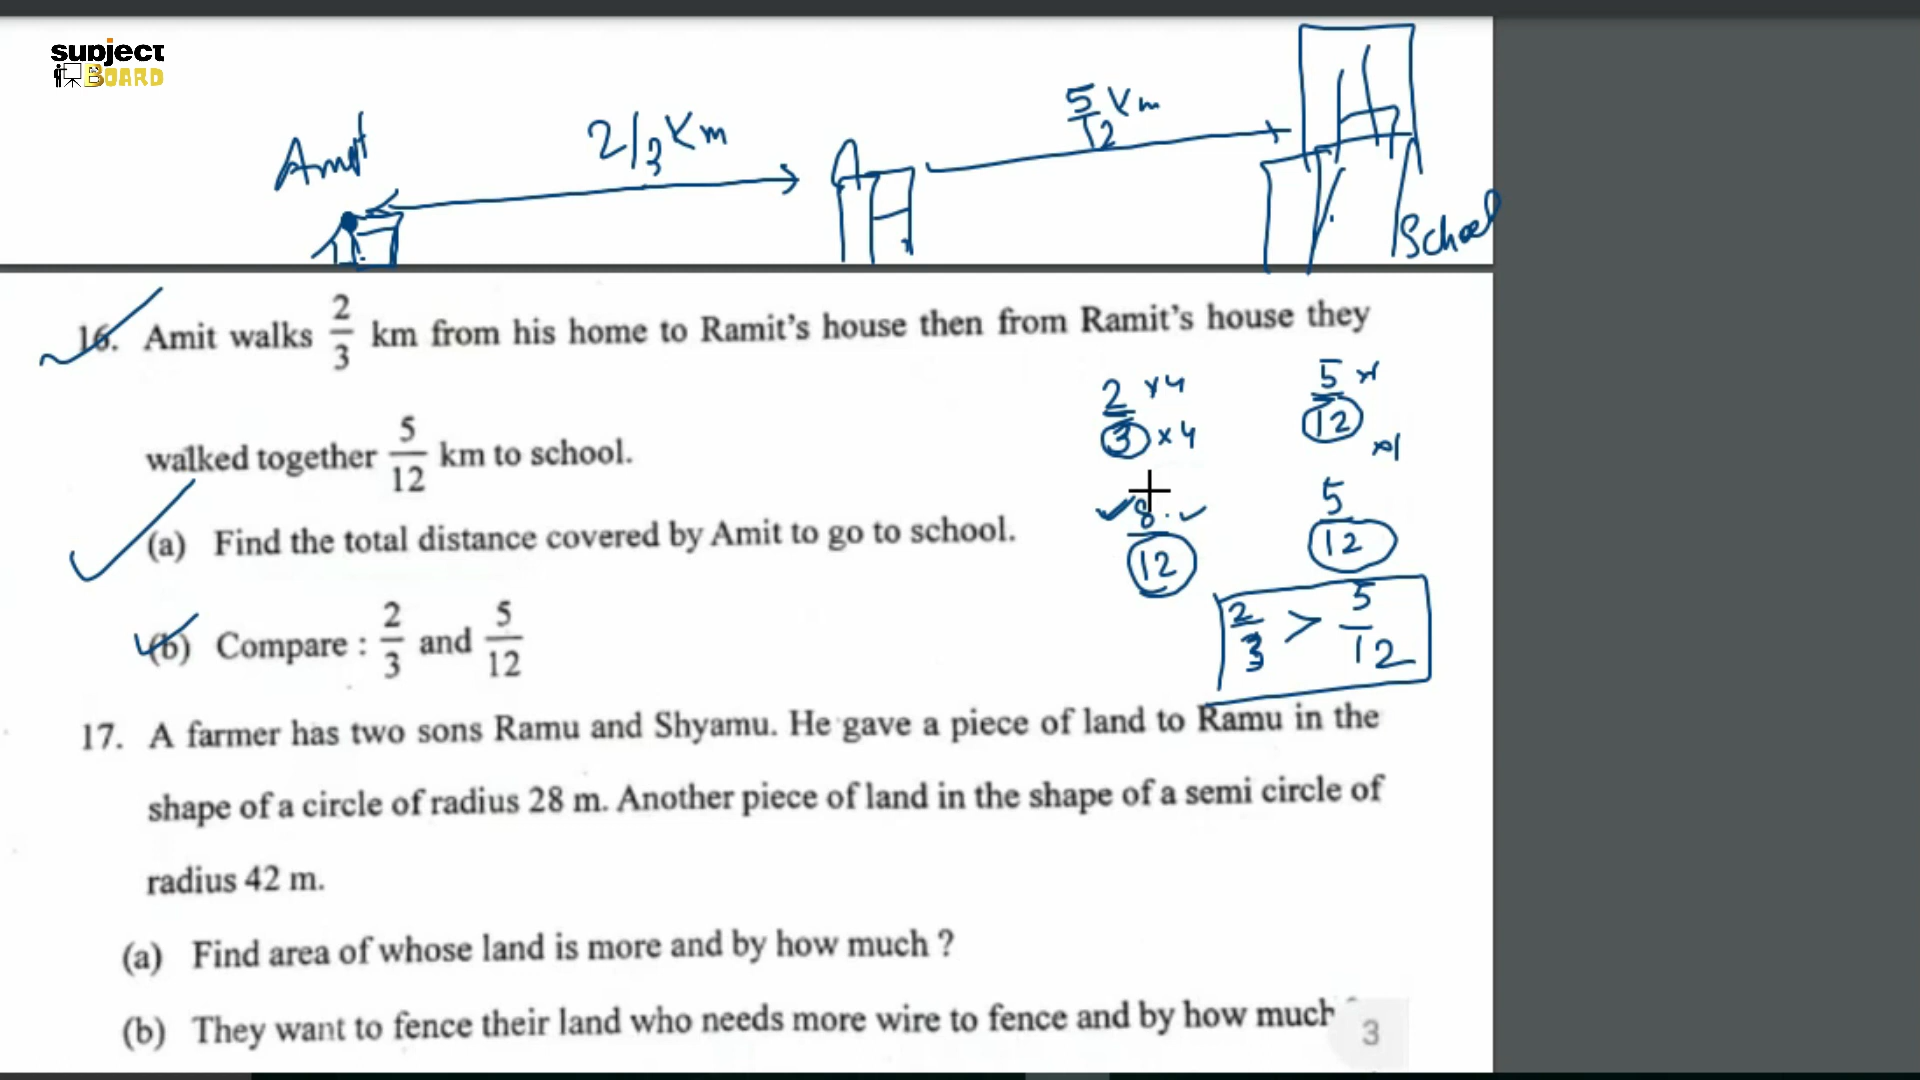 subject
BOARD
Amit
2/3 Km
5/12 Km
School
16. Amit walks 2/3 km from his home to Ramit's house then from Ramit's house they
walked together 5/12 km to school.
2/3 ×4 ×4
5/12 ×1 ×1
8/12
5/12
(a) Find the total distance covered by Amit to go to school.
(b) Compare : 2/3 and 5/12
2/3 > 5/12
17. A farmer has two sons Ramu and Shyamu. He gave a piece of land to Ramu in the
shape of a circle of radius 28 m. Another piece of land in the shape of a semi circle of
radius 42 m.
(a) Find area of whose land is more and by how much ?
(b) They want to fence their land who needs more wire to fence and by how much
3